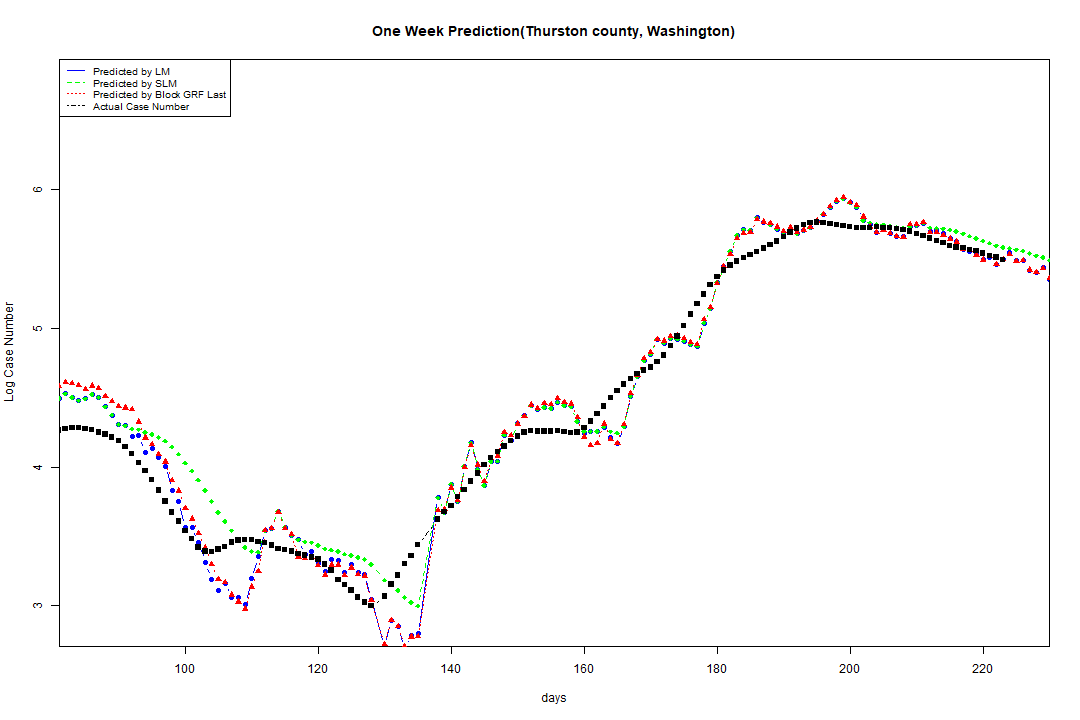 One Week Prediction(Thurston county, Washington)
Predicted by LM
Predicted by SLM
Predicted by Block GRF Last
Actual Case Number
6
5
4
3
Log Case Number
100 120 140 160 180 200 220
days